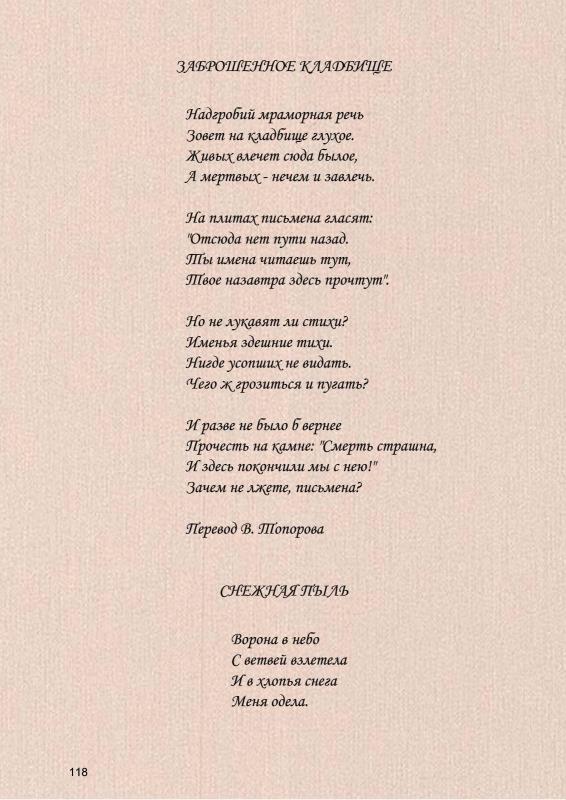 ЗАБРОШЕННОЕ КЛАДБИЩЕ
Надгробий мраморная речь
Зовет на кладбище глухое.
Живых влечет сюда былое,
А мертвых - нечем и завлечь.
На плитах письмена гласят:
"Отсюда нет пути назад.
Ты имена читаешь тут,
Твое назавтра здесь прочтут".
Но не лукавят ли стихи?
Именья здешние тихи.
Нигде усопших не видать.
Чего ж грозиться и пугать?
И разве не было б вернее
Прочесть на камне: "Смерть страшна,
И здесь покончили мы с нею!"
Зачем не лжете, письмена?
Перевод В. Топорова
СНЕЖНАЯ ПЫЛЬ
Ворона в небо
С ветвей взлетела
И в хлопья снега
Меня одела.
118